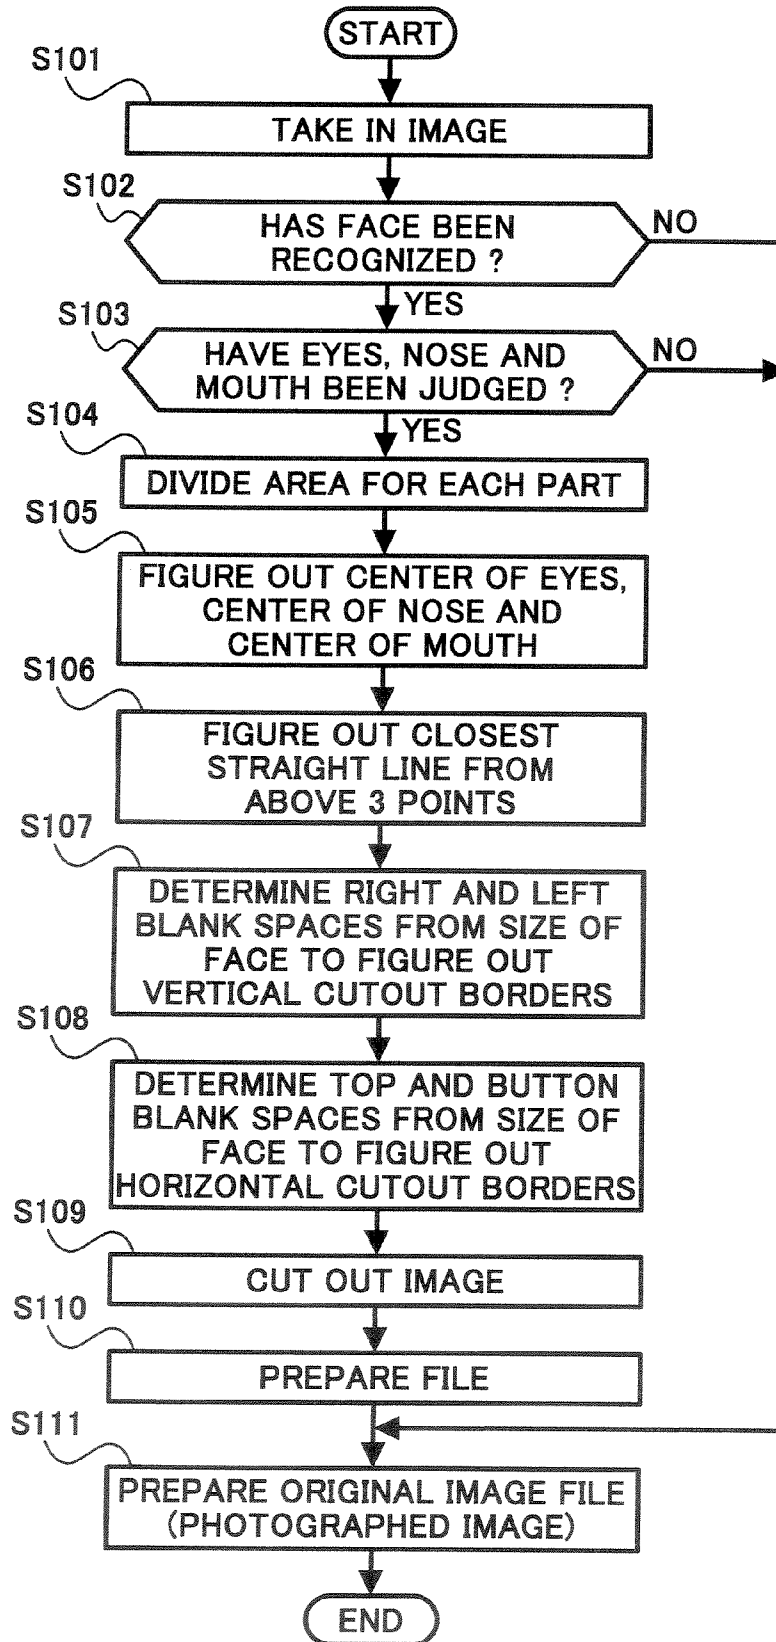 START
S101
TAKE IN IMAGE
S102
HAS FACE BEEN
RECOGNIZED ?
NO
YES
S103
HAVE EYES, NOSE AND
MOUTH BEEN JUDGED ?
NO
YES
S104
DIVIDE AREA FOR EACH PART
S105
FIGURE OUT CENTER OF EYES,
CENTER OF NOSE AND
CENTER OF MOUTH
S106
FIGURE OUT CLOSEST
STRAIGHT LINE FROM
ABOVE 3 POINTS
S107
DETERMINE RIGHT AND LEFT
BLANK SPACES FROM SIZE OF
FACE TO FIGURE OUT
VERTICAL CUTOUT BORDERS
S108
DETERMINE TOP AND BUTTON
BLANK SPACES FROM SIZE OF
FACE TO FIGURE OUT
HORIZONTAL CUTOUT BORDERS
S109
CUT OUT IMAGE
S110
PREPARE FILE
S111
PREPARE ORIGINAL IMAGE FILE
(PHOTOGRAPHED IMAGE)
END